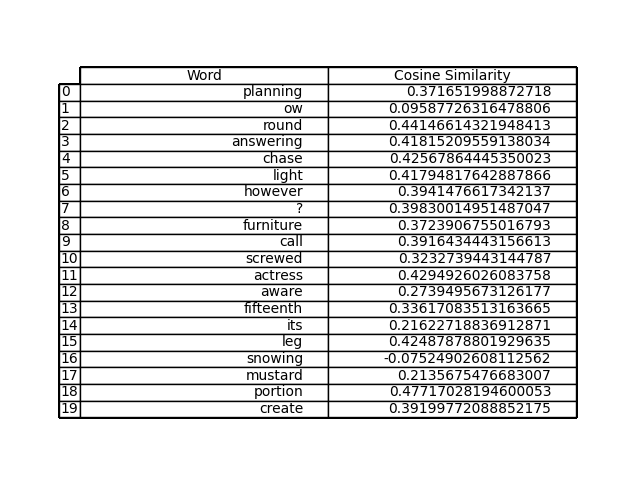 Word Cosine Similarity
0 planning 0.371651998872718
1 ow 0.09587726316478806
2 round 0.44146614321948413
3 answering 0.41815209559138034
4 chase 0.42567864445350023
5 light 0.41794817642887866
6 however 0.3941476617342137
7 ? 0.39830014951487047
8 furniture 0.3723906755016793
9 call 0.3916434443156613
10 screwed 0.3232739443144787
11 actress 0.4294926026083758
12 aware 0.2739495673126177
13 fifteenth 0.33617083513163665
14 its 0.21622718836912871
15 leg 0.42487878801929635
16 snowing -0.07524902608112562
17 mustard 0.2135675476683007
18 portion 0.47717028194600053
19 create 0.39199772088852175